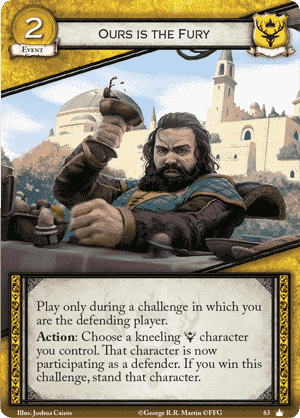 2
EVENT
OURS IS THE FURY
Play only during a challenge in which you
are the defending player.
Action: Choose a kneeling character
you control. That character is now
participating as a defender. If you win this
challenge, stand that character.
Illus. Joshua Cairós
©George R.R. Martin ©FFG
63